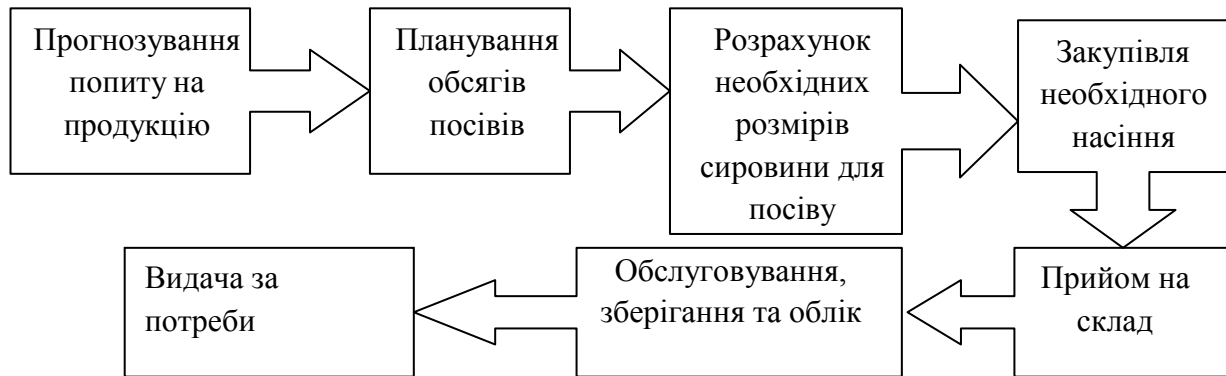 Прогнозування
попиту на
продукцію
Планування
обсягів
посівів
Розрахунок
необхідних
розмірів
сировини для
посіву
Закупівля
необхідного
насіння
Прийом на
склад
Обслуговування,
зберігання та облік
Видача за
потреби